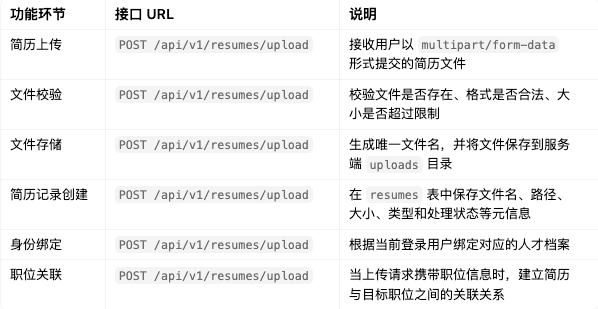 功能环节 接口 URL 说明
简历上传 POST /api/v1/resumes/upload 接收用户以 multipart/form-data
形式提交的简历文件
文件校验 POST /api/v1/resumes/upload 校验文件是否存在、格式是否合法、大
小是否超过限制
文件存储 POST /api/v1/resumes/upload 生成唯一文件名，并将文件保存到服务
端 uploads 目录
简历记录创建 POST /api/v1/resumes/upload 在 resumes 表中保存文件名、路径、
大小、类型和处理状态等元信息
身份绑定 POST /api/v1/resumes/upload 根据当前登录用户绑定对应的人才档案
职位关联 POST /api/v1/resumes/upload 当上传请求携带职位信息时，建立简历
与目标职位之间的关联关系